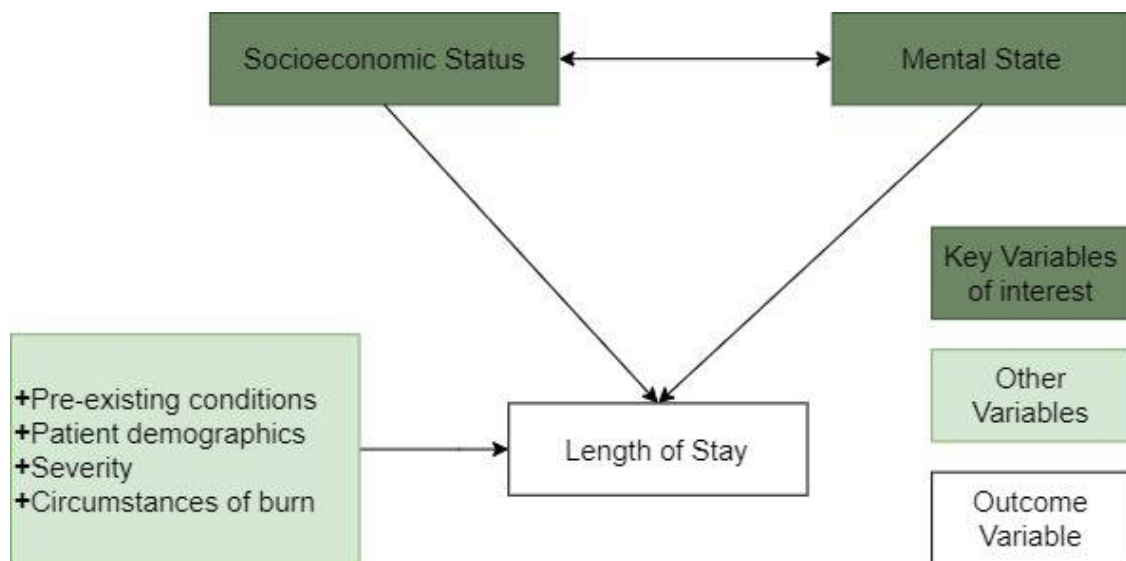 Socioeconomic Status
Mental State
Key Variables
of interest
+Pre-existing conditions
+Patient demographics
+Severity
+Circumstances of burn
Length of Stay
Other
Variables
Outcome
Variable